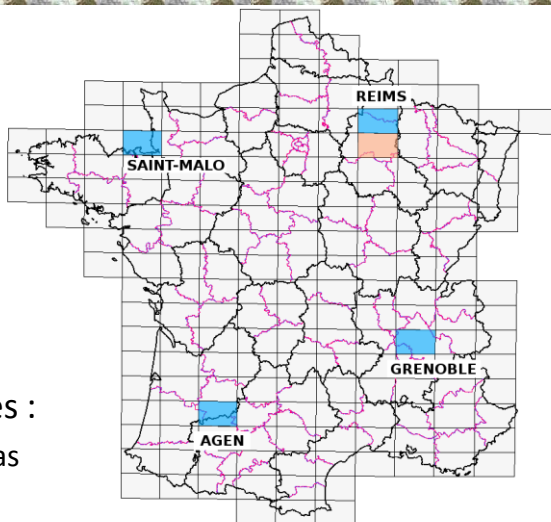 REIMS
SAINT-MALO
GRENOBLE
es :
AGEN
as